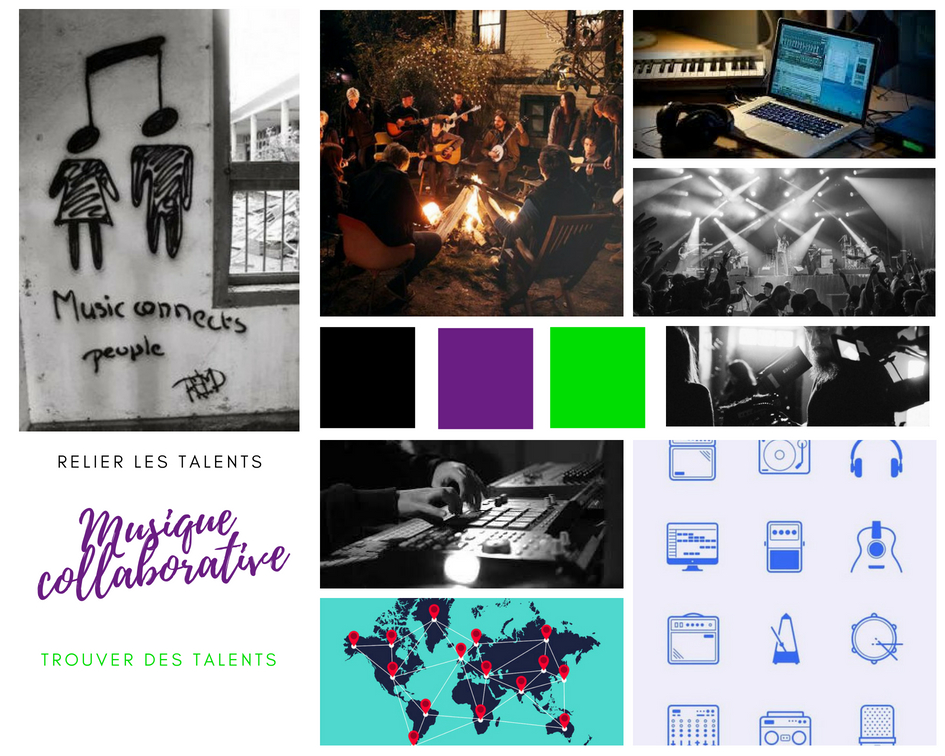 Music connects
people
RELIER LES TALENTS
Musique
collaborative
TROUVER DES TALENTS